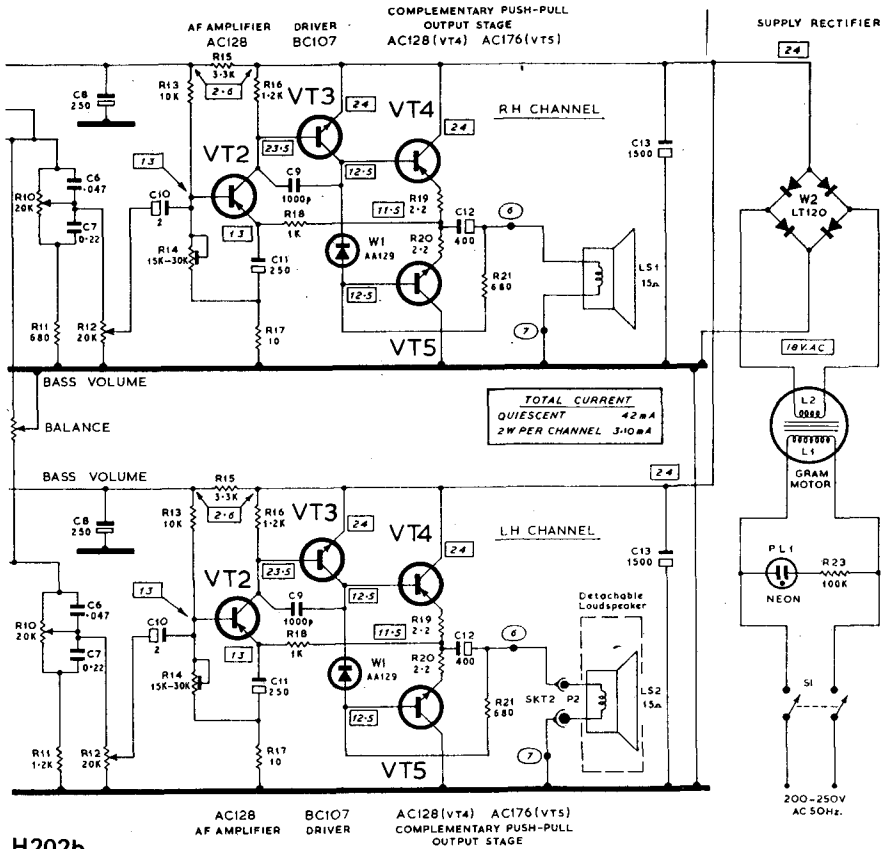 COMPLEMENTARY PUSH-PULL
OUTPUT STAGE
AF AMPLIFIER DRIVER
AC128 BC107 AC128(VT4) AC176(VT5)
SUPPLY RECTIFIER
24
R15
3·3K
R13
10K
2·6
R16
1·2K
C8
250
VT3
24
VT4
24
RH CHANNEL
C13
1500
13
VT2
23·5
12·5
C9
1000p
C6
·047
R10
20K
C7
0·22
C10
2
R14
15K-30K
13
R18
1K
C11
250
R19
2·2
11·5
C12
400
R20
2·2
6
W1
AA129
12·5
R21
680
LS1
15Ω
7
VT5
R11
680
R12
20K
R17
10
W2
LT120
18V.AC
BASS VOLUME
BALANCE
TOTAL CURRENT
QUIESCENT 42mA
2W PER CHANNEL 310mA
L2
L1
GRAM
MOTOR
BASS VOLUME
R15
3·3K
24
R13
10K
2·6
R16
1·2K
C8
250
VT3
24
VT4
24
LH CHANNEL
C13
1500
13
VT2
23·5
12·5
C9
1000p
PL1
NEON
R23
100K
Detachable
Loudspeaker
C6
·047
R10
20K
C7
0·22
C10
2
R14
15K-30K
13
R18
1K
C11
250
R19
2·2
11·5
C12
400
R20
2·2
6
W1
AA129
12·5
R21
680
SKT2 P2
LS2
15Ω
7
VT5
R11
1·2K
R12
20K
R17
10
S1
200-250V
AC 50Hz.
AC128 BC107 AC128(VT4) AC176(VT5)
AF AMPLIFIER DRIVER COMPLEMENTARY PUSH-PULL
OUTPUT STAGE
H202b